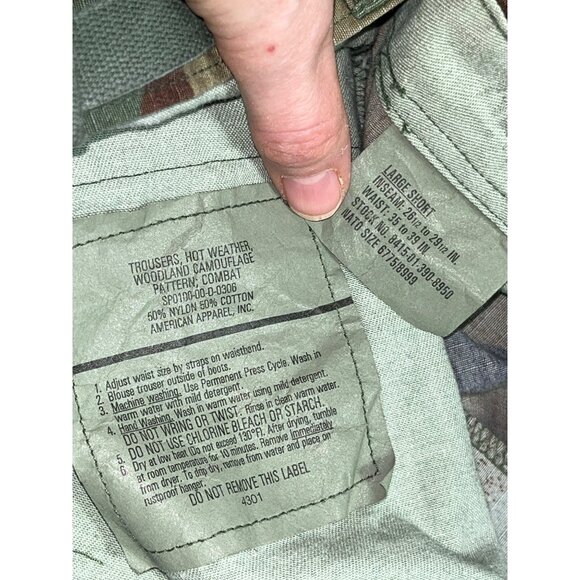 TROUSERS, HOT WEATHER,
WOODLAND CAMOUFLAGE
PATTERN; COMBAT
SPO100-00-D-0306
50% NYLON 50% COTTON
AMERICAN APPAREL, INC.
1. Adjust waist size by straps on waistband.
2. Blouse trouser outside of boots.
3. Machine washing. Use Permanent Press Cycle. Wash in
warm water with mild detergent.
4. Hand Washing. Wash in warm water using mild detergent.
DO NOT WRING OR TWIST. Rinse in clean warm water.
5. DO NOT USE CHLORINE BLEACH OR STARCH.
6. Dry at low heat (Do not exceed 130°F). After drying, tumble
at room temperature for 10 minutes. Remove immediately
from dryer. To drip dry, remove from water and place on
rustproof hanger.
DO NOT REMOVE THIS LABEL
4301
LARGE SHORT
INSEAM: 26 1/2 to 29 1/2 IN.
WAIST: 35 to 39 IN.
STOCK No. 8415-01-390-8950
NATO SIZE 6775/8999